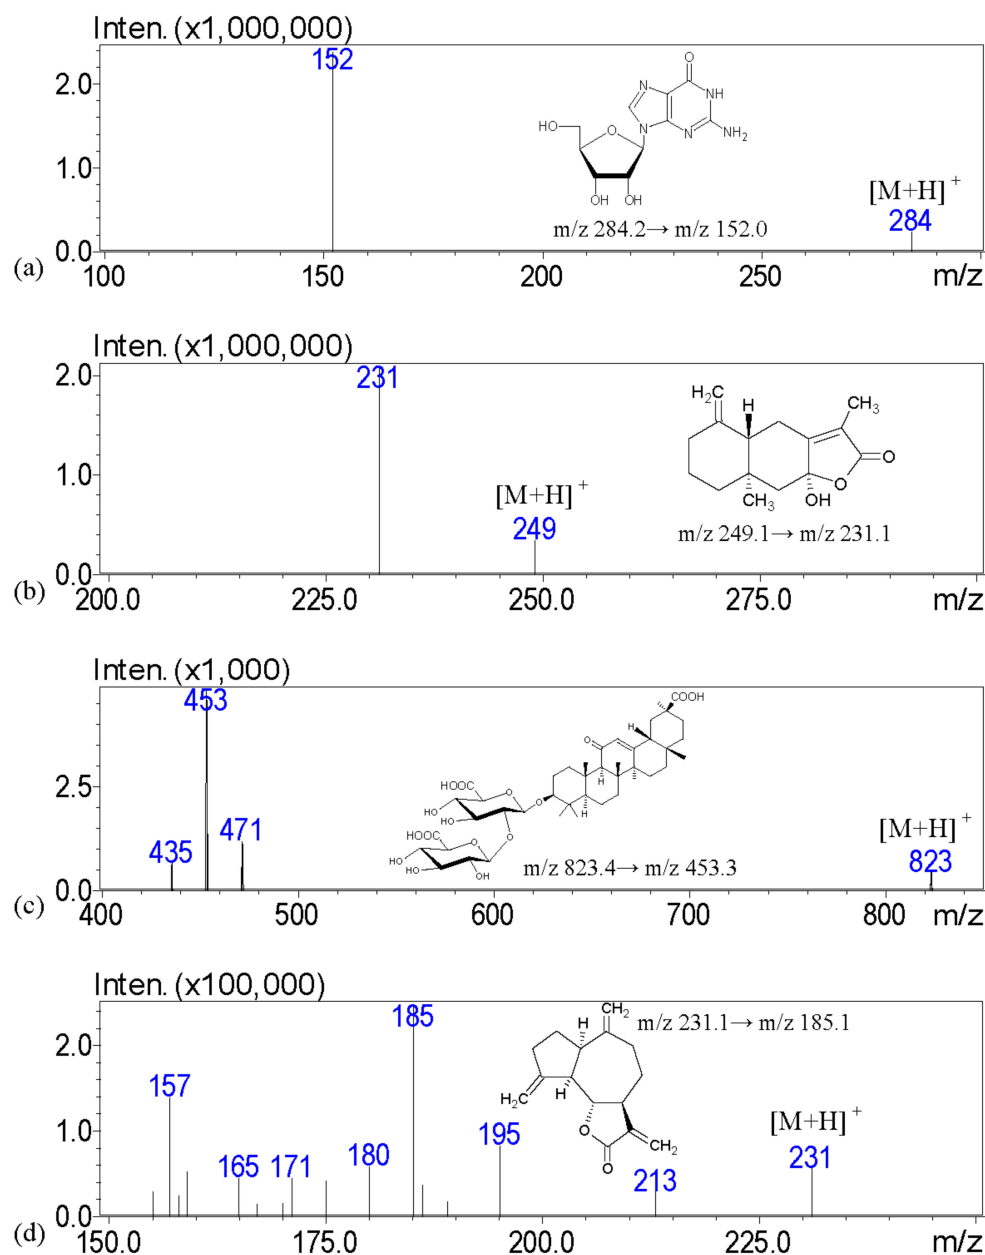 Inten. (x1,000,000)
152
2.0
1.0
0.0
O
N
NH
N
N
NH2
HO
O
OH
OH
[M+H]+
284
m/z 284.2→ m/z 152.0
(a)
100
150
200
250
m/z
Inten. (x1,000,000)
2.0
1.0
0.0
231
[M+H]+
249
H2C
H
CH3
O
O
OH
CH3
m/z 249.1→ m/z 231.1
(b)
200.0
225.0
250.0
275.0
m/z
Inten. (x1,000)
453
2.5
0.0
435
471
COOH
H
O
H
H
HOOC
O
O
HO
HO
HOOC
O
O
HO
HO
OH
[M+H]+
823
m/z 823.4→ m/z 453.3
(c)
400
500
600
700
800
m/z
Inten. (x100,000)
185
2.0
1.0
0.0
157
165
171
180
195
213
[M+H]+
231
CH2
H
H
H2C
O
O
CH2
m/z 231.1→ m/z 185.1
(d)
150.0
175.0
200.0
225.0
m/z